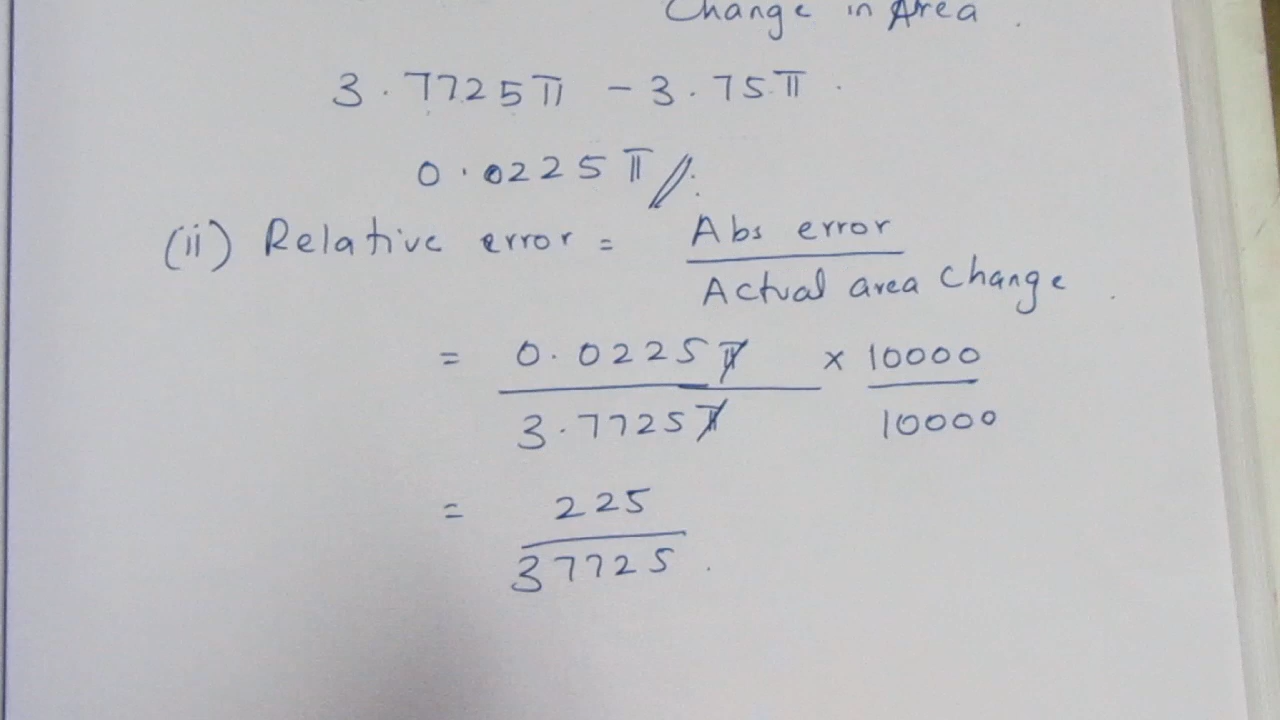 Change in Area .
3.7725π - 3.75π .
0.0225π //.
(ii) Relative error = Abs error
Actual area Change .
= 0.0225π × 10000
3.7725π 10000
= 225
37725 .